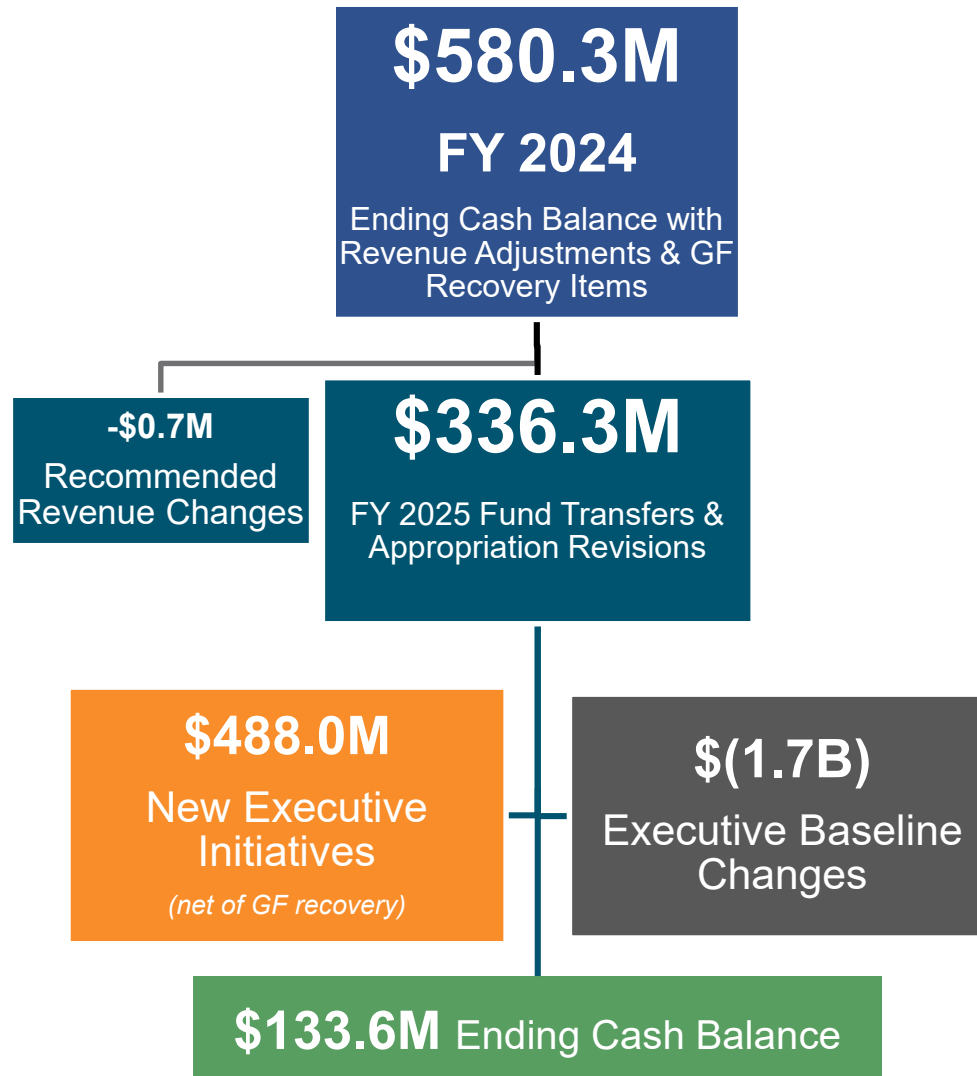 $580.3M
FY 2024
Ending Cash Balance with
Revenue Adjustments & GF
Recovery Items
-$0.7M
Recommended
Revenue Changes
$336.3M
FY 2025 Fund Transfers &
Appropriation Revisions
$488.0M
New Executive
Initiatives
(net of GF recovery)
$(1.7B)
Executive Baseline
Changes
$133.6M Ending Cash Balance